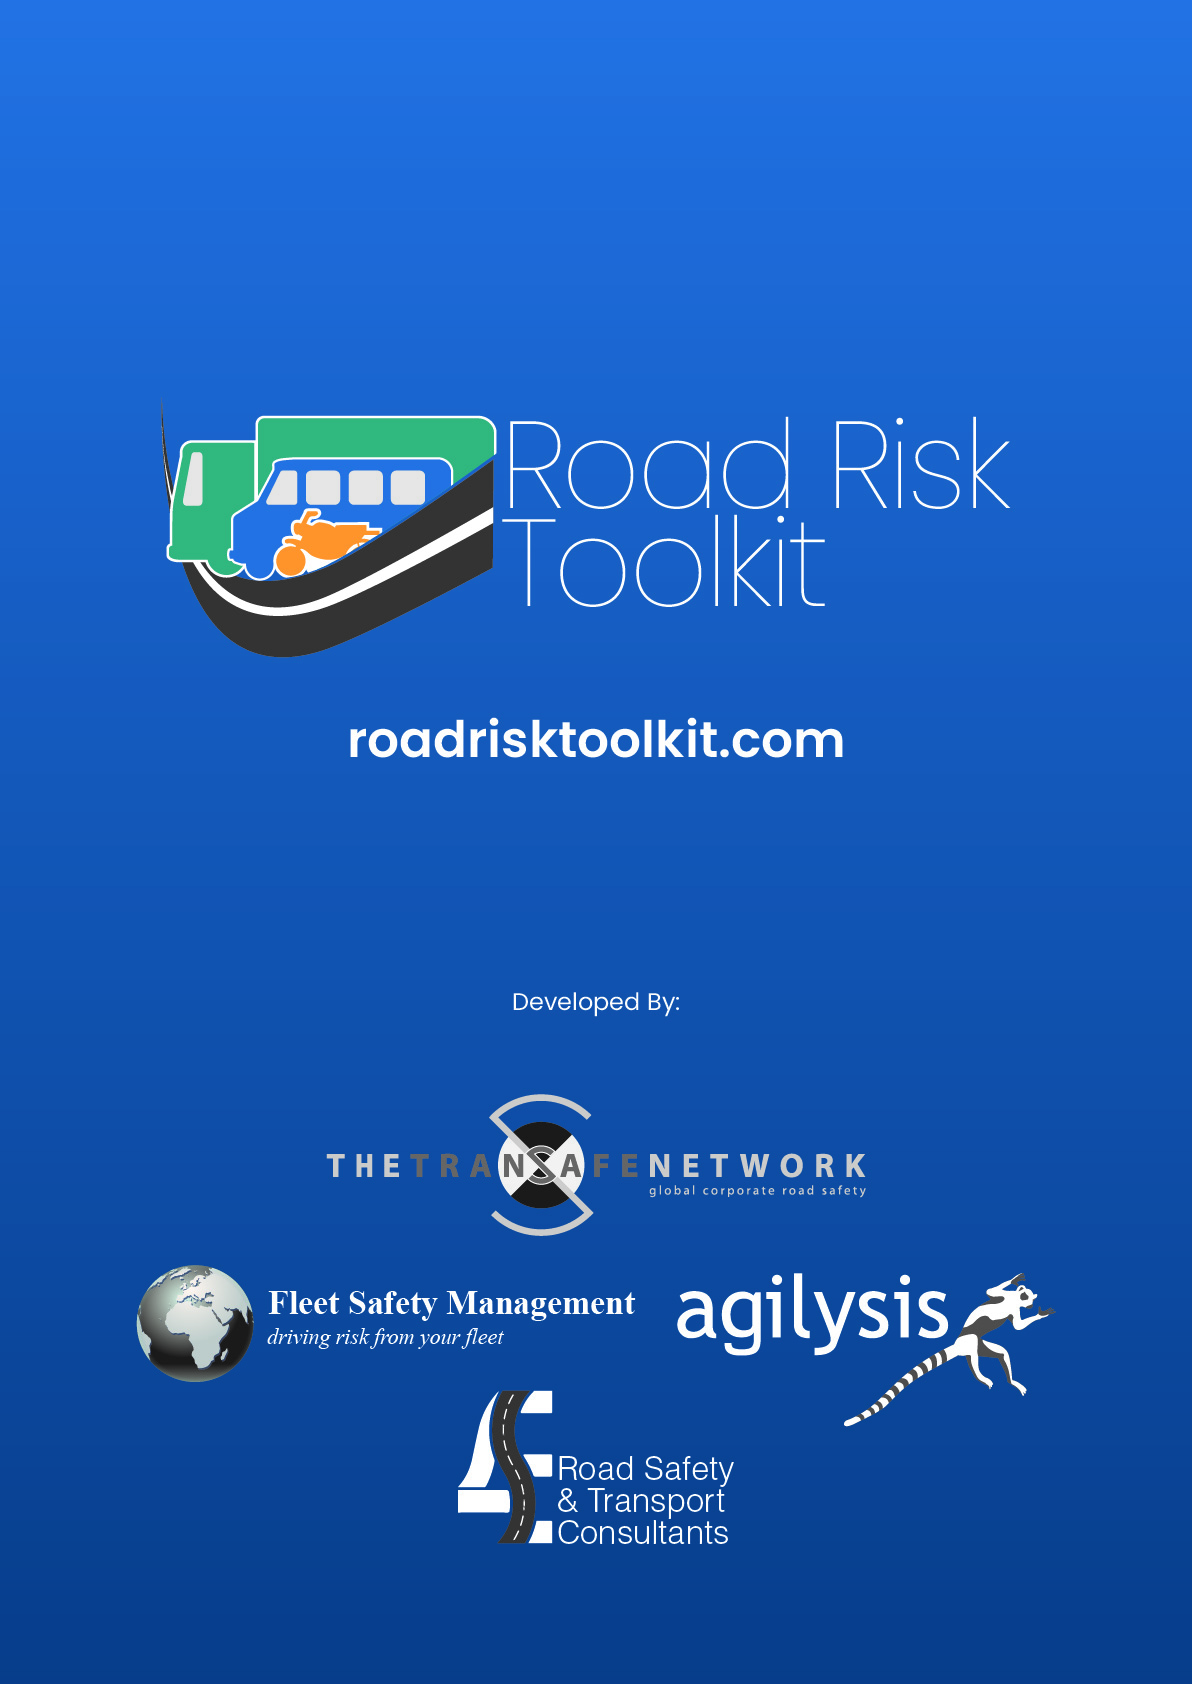 Road Risk
Toolkit
roadrisktoolkit.com
Developed By:
THETRANSAFENETWORK
global corporate road safety
Fleet Safety Management
driving risk from your fleet
agilysis
Road Safety
& Transport
Consultants